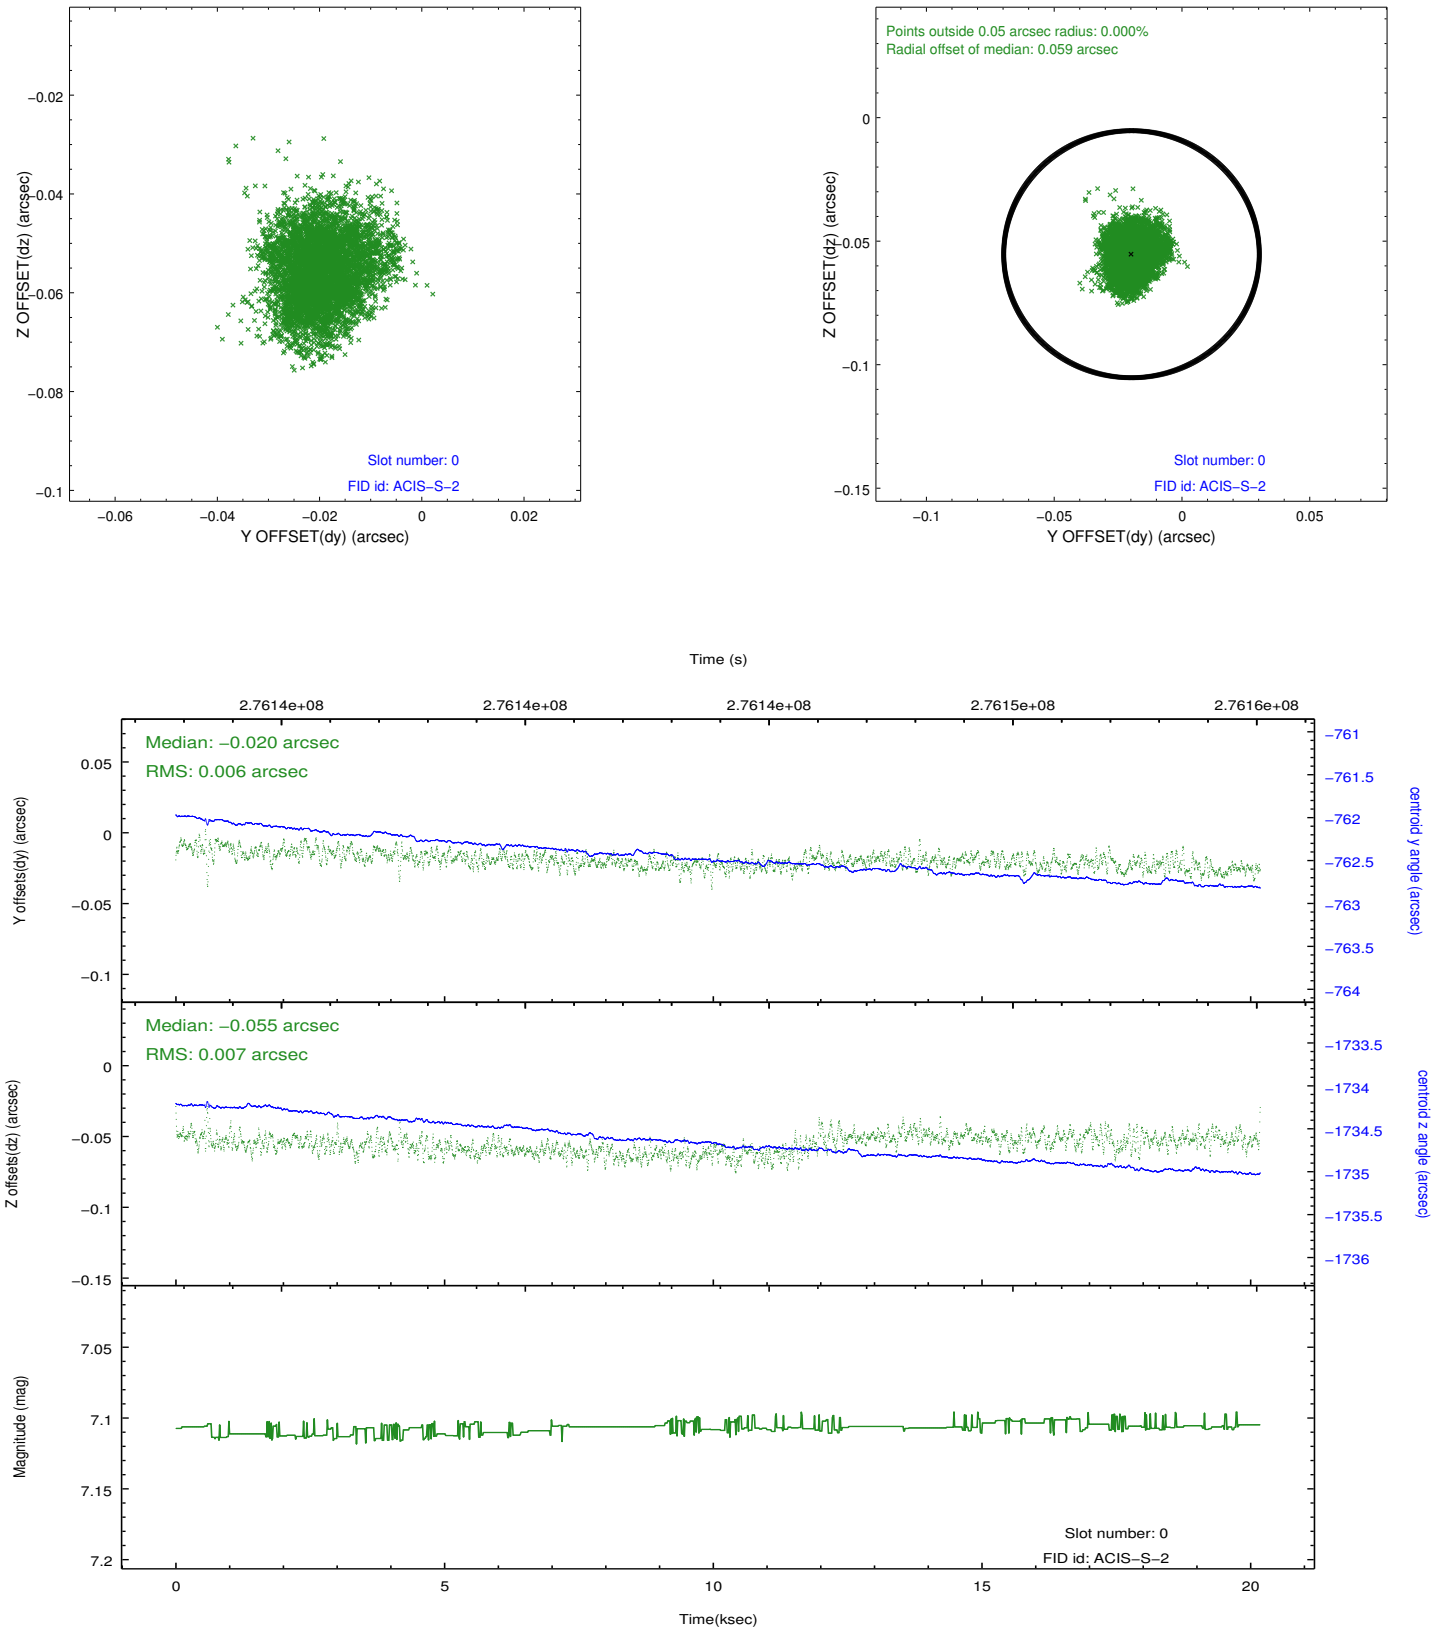 −0.02
−0.04
−0.06
−0.08
−0.1
Z OFFSET(dz) (arcsec)
Slot number: 0
FID id: ACIS−S−2
−0.06
−0.04
−0.02
0
0.02
Y OFFSET(dy) (arcsec)
Points outside 0.05 arcsec radius: 0.000%
Radial offset of median: 0.059 arcsec
0
−0.05
−0.1
−0.15
Z OFFSET(dz) (arcsec)
Slot number: 0
FID id: ACIS−S−2
−0.1
−0.05
0
0.05
Y OFFSET(dy) (arcsec)
Time (s)
2.7614e+08
2.7614e+08
2.7614e+08
2.7615e+08
2.7616e+08
Median: −0.020 arcsec
RMS: 0.006 arcsec
0.05
0
−0.05
−0.1
Y offsets(dy) (arcsec)
−761
−761.5
−762
−762.5
−763
−763.5
−764
centroid y angle (arcsec)
Median: −0.055 arcsec
RMS: 0.007 arcsec
0
−0.05
−0.1
−0.15
Z offsets(dz) (arcsec)
−1733.5
−1734
−1734.5
−1735
−1735.5
−1736
centroid z angle (arcsec)
7.05
7.1
7.15
7.2
Magnitude (mag)
Slot number: 0
FID id: ACIS−S−2
0
5
10
15
20
Time(ksec)